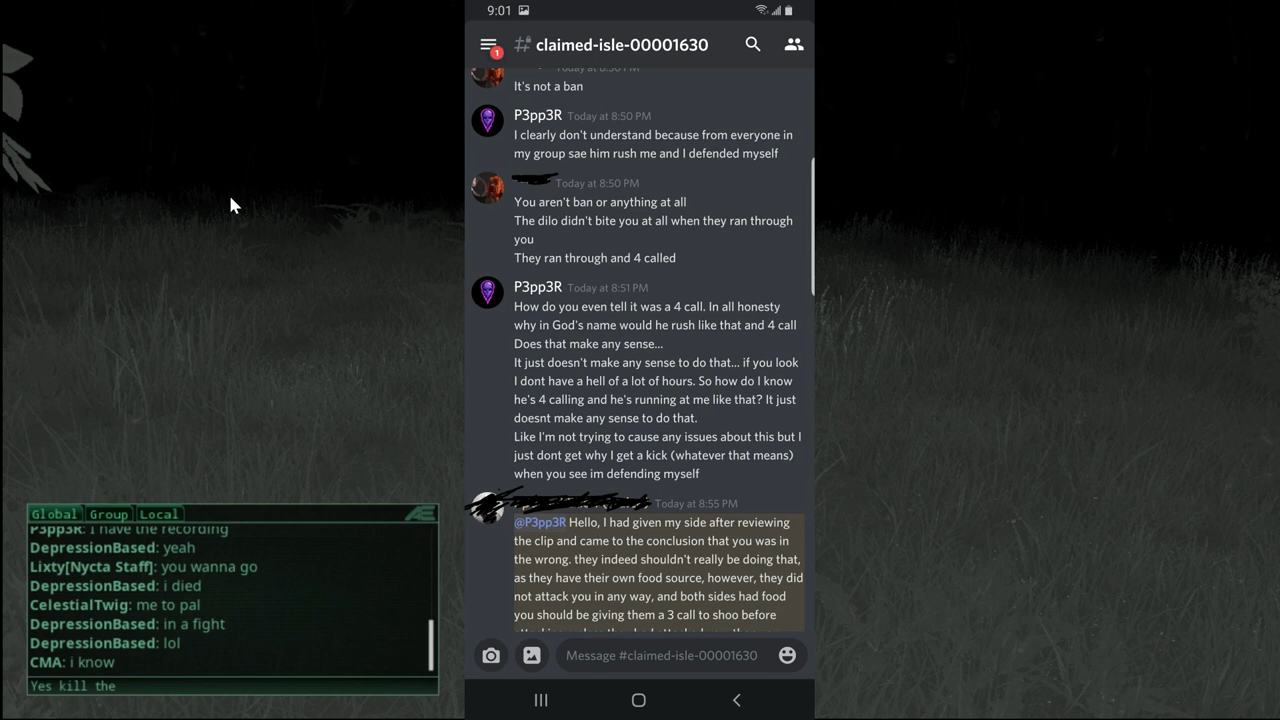 9:01
claimed-isle-00001630
1
Today at 8:50 PM
It's not a ban
P3pp3R Today at 8:50 PM
I clearly don't understand because from everyone in
my group sae him rush me and I defended myself
Today at 8:50 PM
You aren't ban or anything at all
The dilo didn't bite you at all when they ran through
you
They ran through and 4 called
P3pp3R Today at 8:51 PM
How do you even tell it was a 4 call. In all honesty
why in God's name would he rush like that and 4 call
Does that make any sense...
It just doesn't make any sense to do that... if you look
I dont have a hell of a lot of hours. So how do I know
he's 4 calling and he's running at me like that? It just
doesnt make any sense to do that.
Like I'm not trying to cause any issues about this but I
just dont get why I get a kick (whatever that means)
when you see im defending myself
Today at 8:55 PM
@P3pp3R Hello, I had given my side after reviewing
the clip and came to the conclusion that you was in
the wrong. they indeed shouldn't really be doing that,
as they have their own food source, however, they did
not attack you in any way, and both sides had food
you should be giving them a 3 call to shoo before
Message #claimed-isle-00001630
Global Group Local
P3pp3R: I have the recording
DepressionBased: yeah
Lixty[Nycta Staff]: you wanna go
DepressionBased: i died
CelestialTwig: me to pal
DepressionBased: in a fight
DepressionBased: lol
CMA: i know
Yes kill the